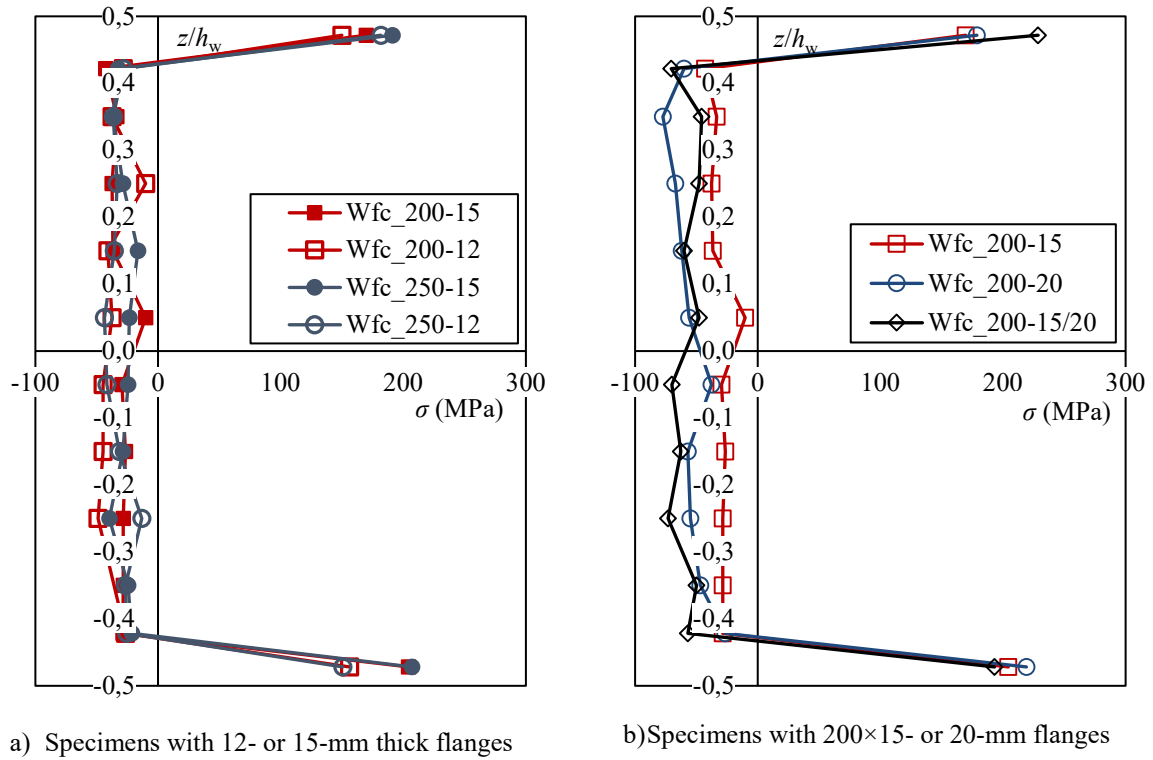 0,5
z/hw
0,4
0,3
0,2
0,1
0,0
-100 0 100 200 300
σ (MPa)
-0,1
-0,2
-0,3
-0,4
-0,5
Wfc_200-15
Wfc_200-12
Wfc_250-15
Wfc_250-12
a) Specimens with 12- or 15-mm thick flanges
0,5
z/hw
0,4
0,3
0,2
0,1
0,0
-100 0 100 200 300
σ (MPa)
-0,1
-0,2
-0,3
-0,4
-0,5
Wfc_200-15
Wfc_200-20
Wfc_200-15/20
b)Specimens with 200×15- or 20-mm flanges